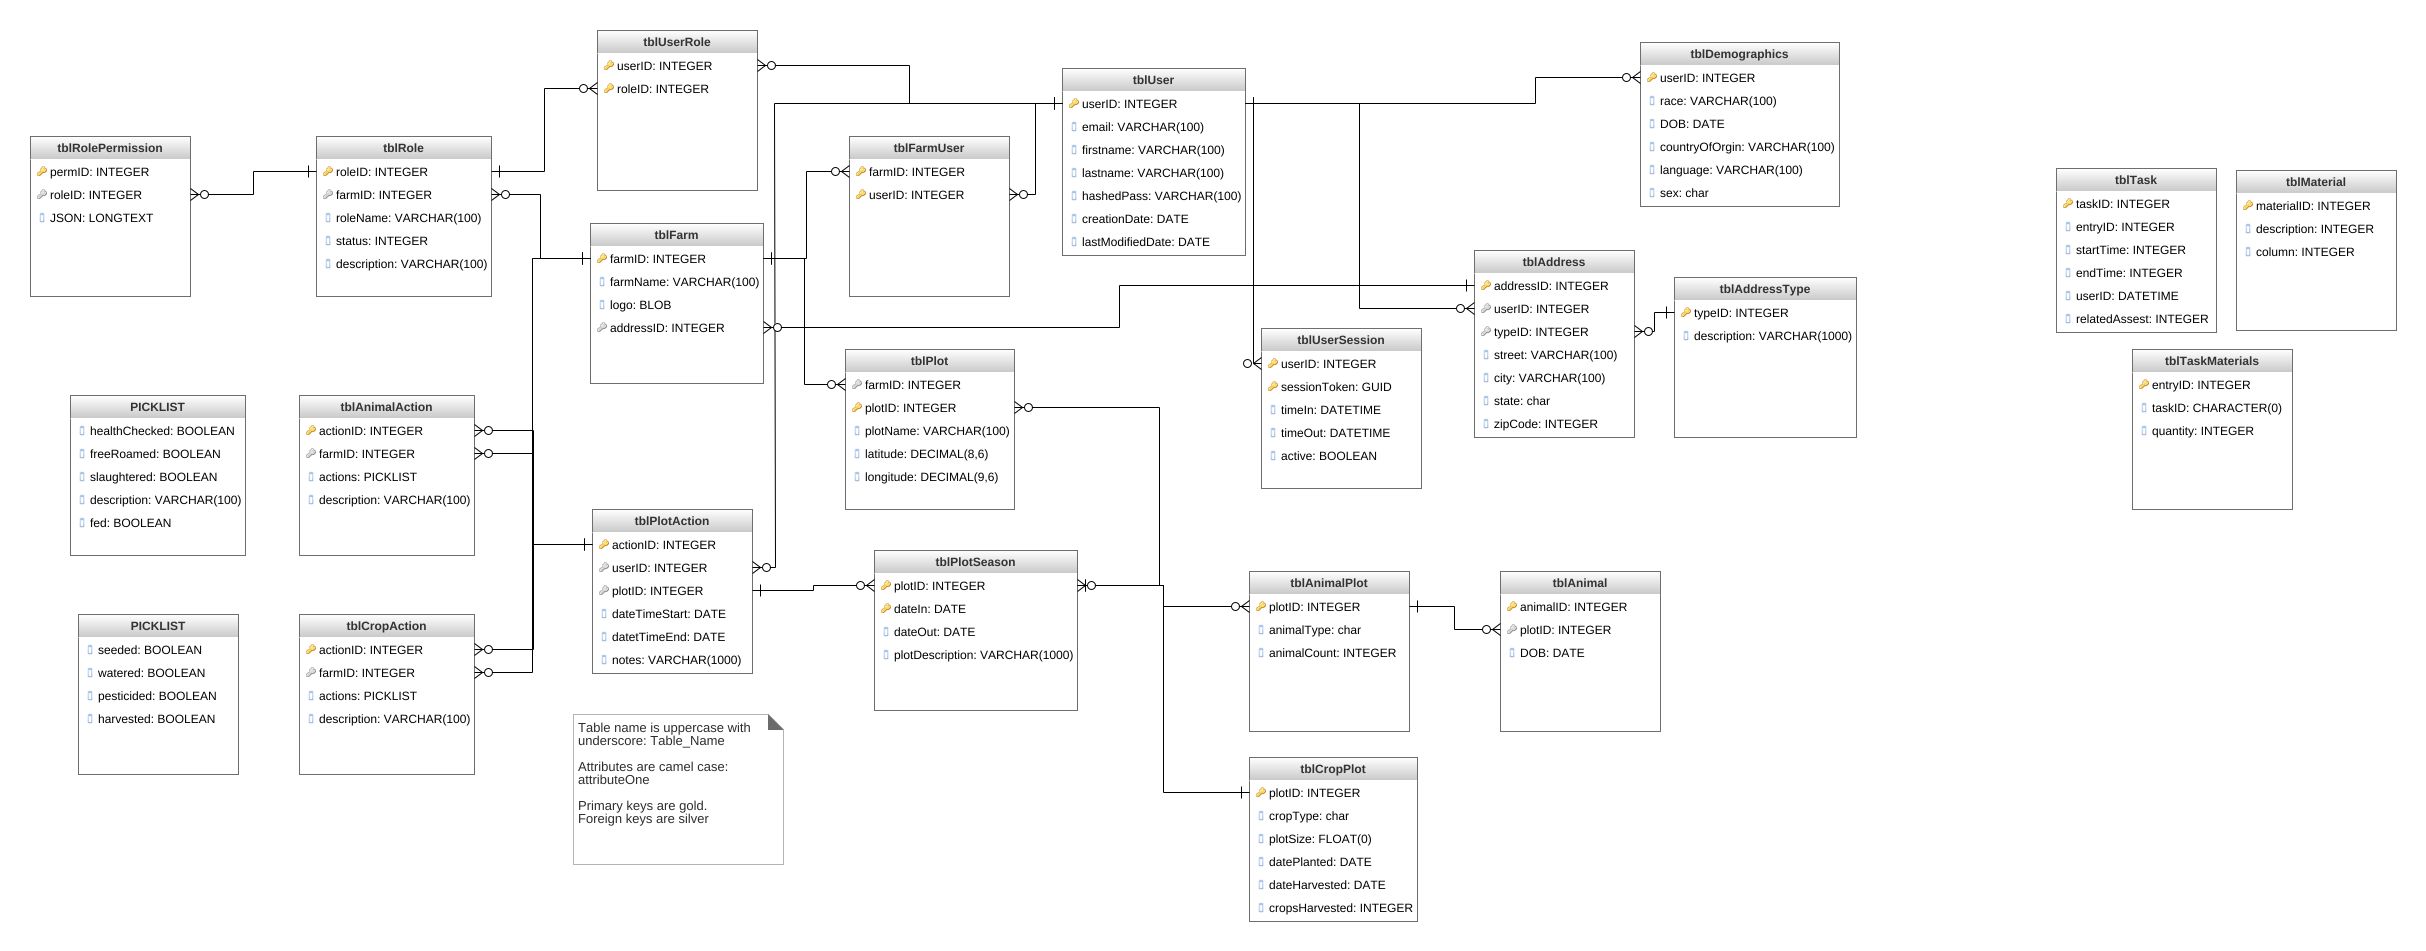 tblUserRole
userID: INTEGER
roleID: INTEGER
tblUser
userID: INTEGER
email: VARCHAR(100)
firstname: VARCHAR(100)
lastname: VARCHAR(100)
hashedPass: VARCHAR(100)
creationDate: DATE
lastModifiedDate: DATE
tblDemographics
userID: INTEGER
race: VARCHAR(100)
DOB: DATE
countryOfOrgin: VARCHAR(100)
language: VARCHAR(100)
sex: char
tblRolePermission
permID: INTEGER
roleID: INTEGER
JSON: LONGTEXT
tblRole
roleID: INTEGER
farmID: INTEGER
roleName: VARCHAR(100)
status: INTEGER
description: VARCHAR(100)
tblFarmUser
farmID: INTEGER
userID: INTEGER
tblTask
taskID: INTEGER
entryID: INTEGER
startTime: INTEGER
endTime: INTEGER
userID: DATETIME
relatedAssest: INTEGER
tblMaterial
materialID: INTEGER
description: INTEGER
column: INTEGER
tblFarm
farmID: INTEGER
farmName: VARCHAR(100)
logo: BLOB
addressID: INTEGER
tblAddress
addressID: INTEGER
userID: INTEGER
typeID: INTEGER
street: VARCHAR(100)
city: VARCHAR(100)
state: char
zipCode: INTEGER
tblAddressType
typeID: INTEGER
description: VARCHAR(1000)
tblUserSession
userID: INTEGER
sessionToken: GUID
timeIn: DATETIME
timeOut: DATETIME
active: BOOLEAN
tblPlot
farmID: INTEGER
plotID: INTEGER
plotName: VARCHAR(100)
latitude: DECIMAL(8,6)
longitude: DECIMAL(9,6)
tblTaskMaterials
entryID: INTEGER
taskID: CHARACTER(0)
quantity: INTEGER
PICKLIST
healthChecked: BOOLEAN
freeRoamed: BOOLEAN
slaughtered: BOOLEAN
description: VARCHAR(100)
fed: BOOLEAN
tblAnimalAction
actionID: INTEGER
farmID: INTEGER
actions: PICKLIST
description: VARCHAR(100)
tblPlotAction
actionID: INTEGER
userID: INTEGER
plotID: INTEGER
dateTimeStart: DATE
datetTimeEnd: DATE
notes: VARCHAR(1000)
tblPlotSeason
plotID: INTEGER
dateIn: DATE
dateOut: DATE
plotDescription: VARCHAR(1000)
tblAnimalPlot
plotID: INTEGER
animalType: char
animalCount: INTEGER
tblAnimal
animalID: INTEGER
plotID: INTEGER
DOB: DATE
PICKLIST
seeded: BOOLEAN
watered: BOOLEAN
pesticided: BOOLEAN
harvested: BOOLEAN
tblCropAction
actionID: INTEGER
farmID: INTEGER
actions: PICKLIST
description: VARCHAR(100)
Table name is uppercase with
underscore: Table_Name
Attributes are camel case:
attributeOne
Primary keys are gold.
Foreign keys are silver
tblCropPlot
plotID: INTEGER
cropType: char
plotSize: FLOAT(0)
datePlanted: DATE
dateHarvested: DATE
cropsHarvested: INTEGER